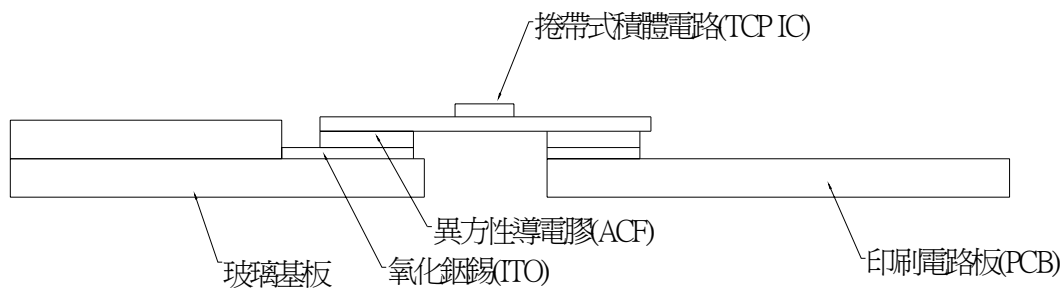 捲帶式積體電路(TCP IC)
異方性導電膠(ACF)
玻璃基板
氧化銦錫(ITO)
印刷電路板(PCB)